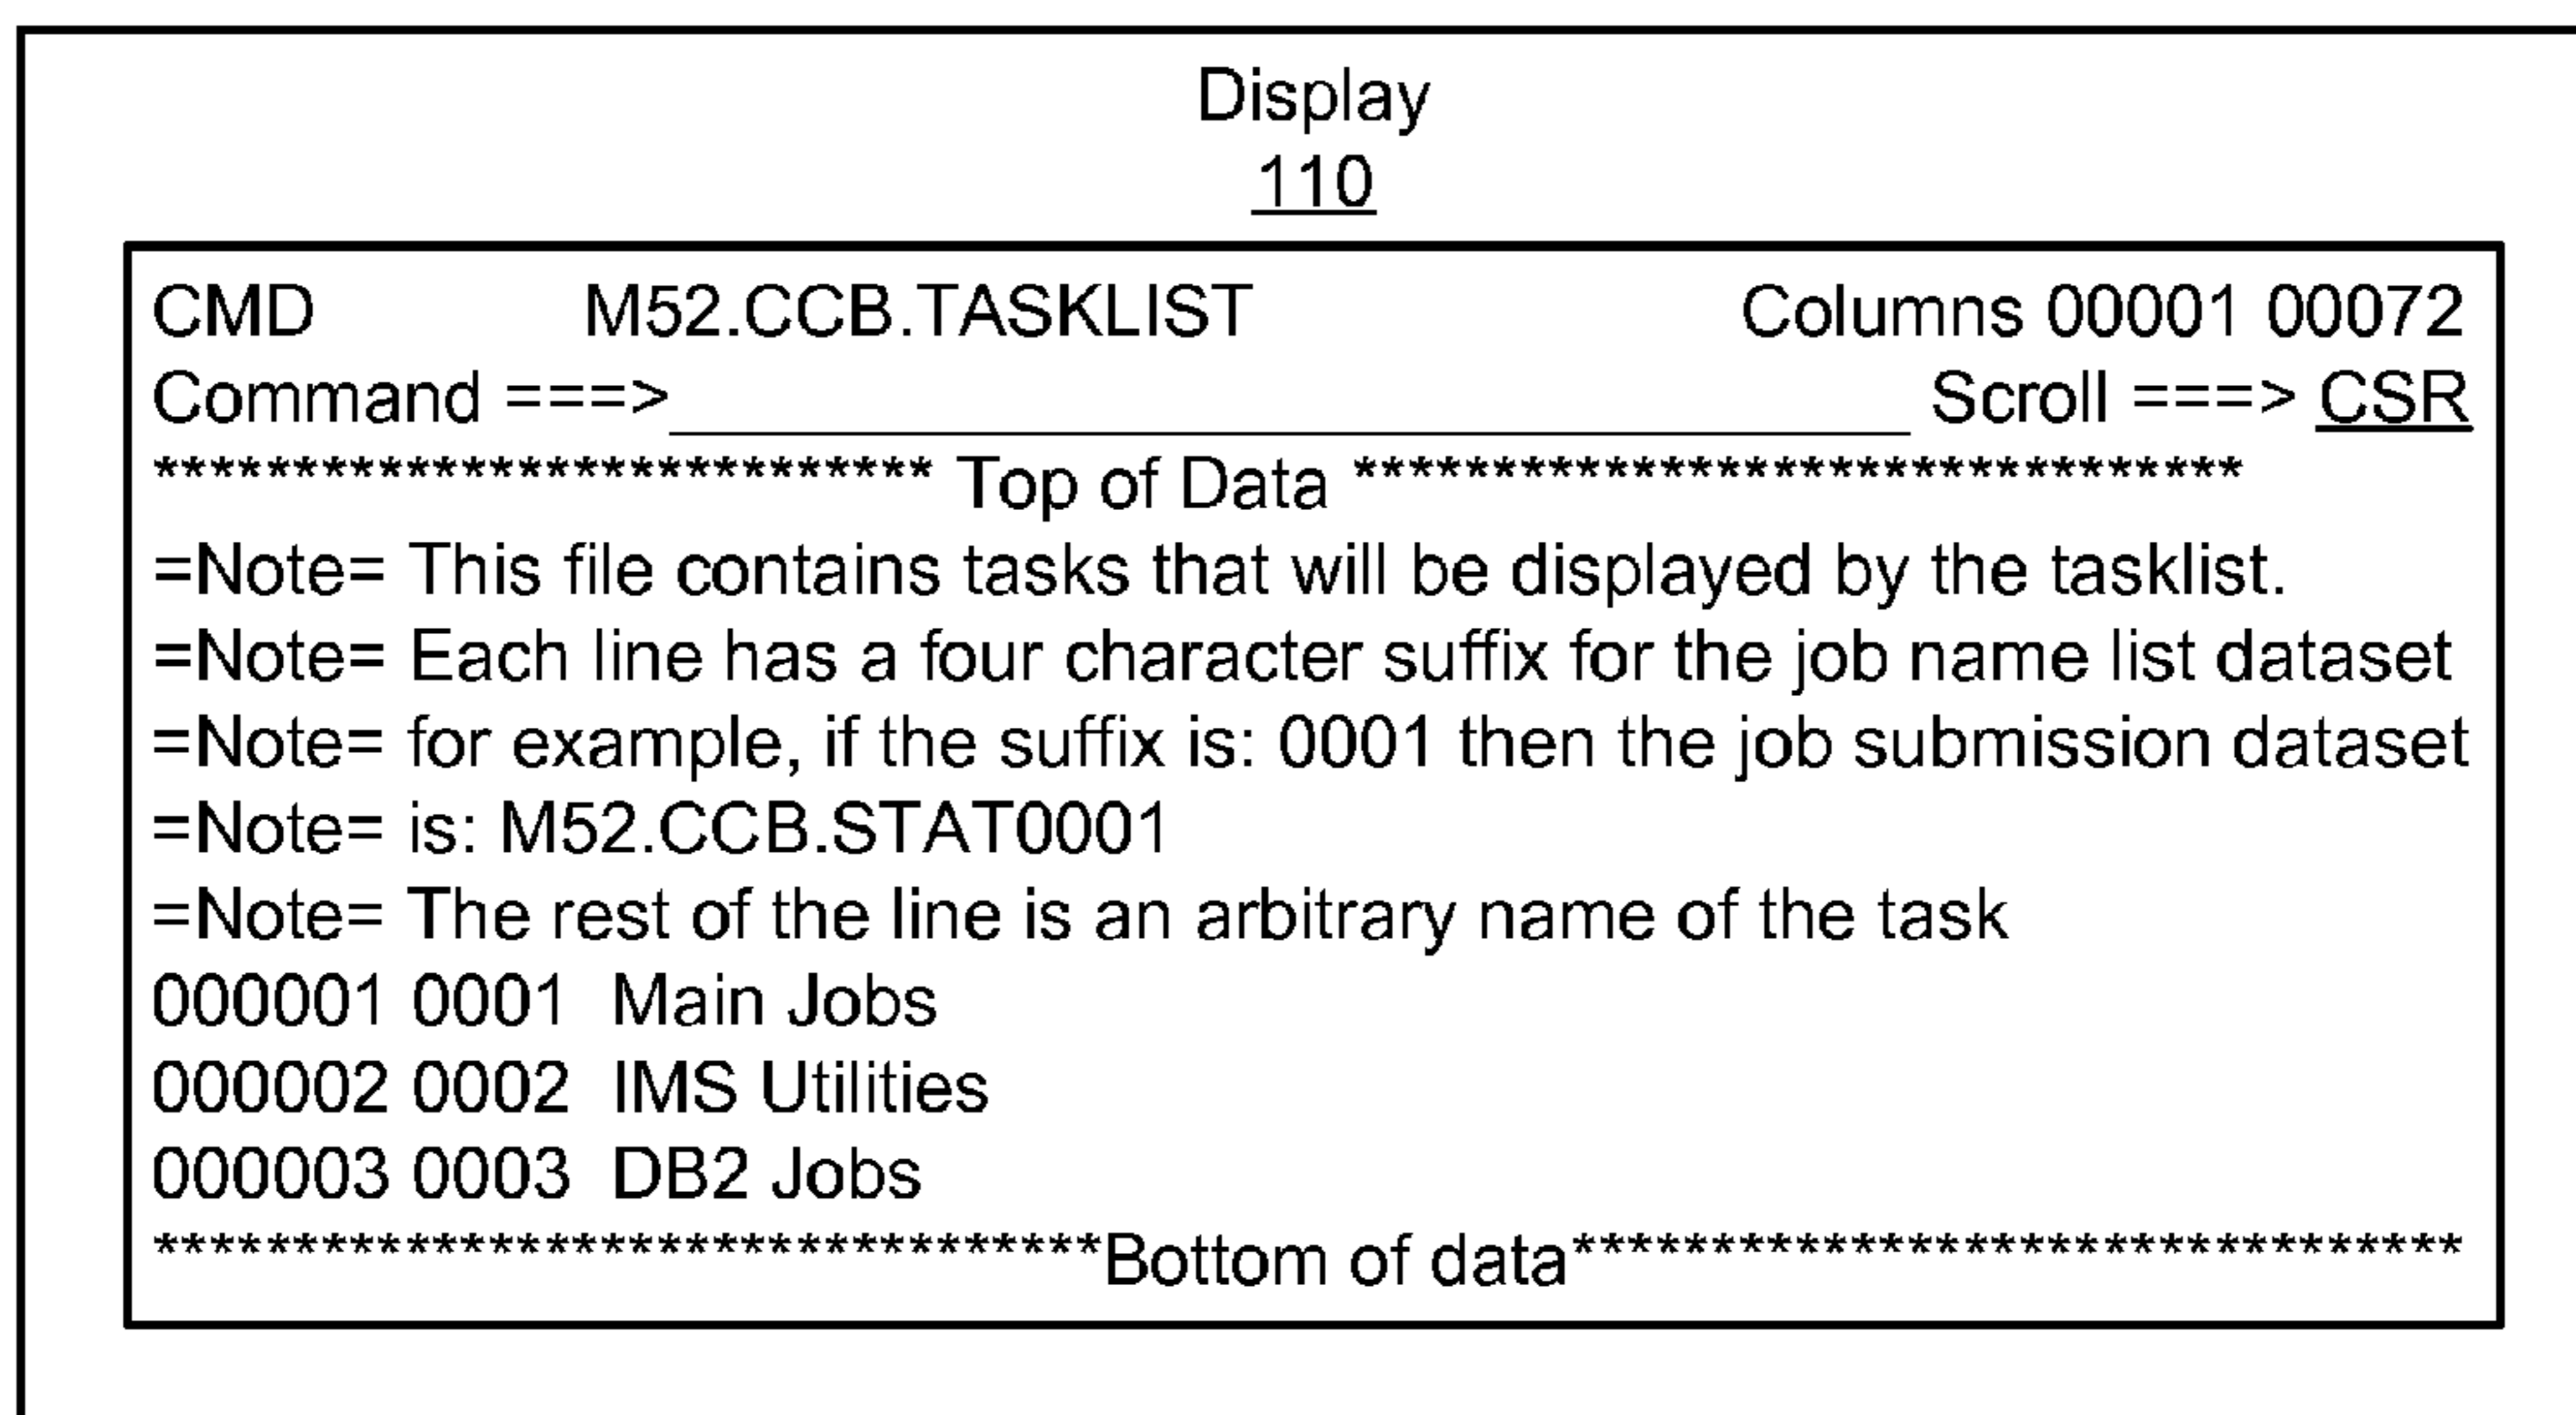 Display
110
CMD M52.CCB.TASKLIST Columns 00001 00072
Command ===>____________________________ Scroll ===> CSR
**************************** Top of Data ********************************
=Note= This file contains tasks that will be displayed by the tasklist.
=Note= Each line has a four character suffix for the job name list dataset
=Note= for example, if the suffix is: 0001 then the job submission dataset
=Note= is: M52.CCB.STAT0001
=Note= The rest of the line is an arbitrary name of the task
000001 0001 Main Jobs
000002 0002 IMS Utilities
000003 0003 DB2 Jobs
**********************************Bottom of data********************************